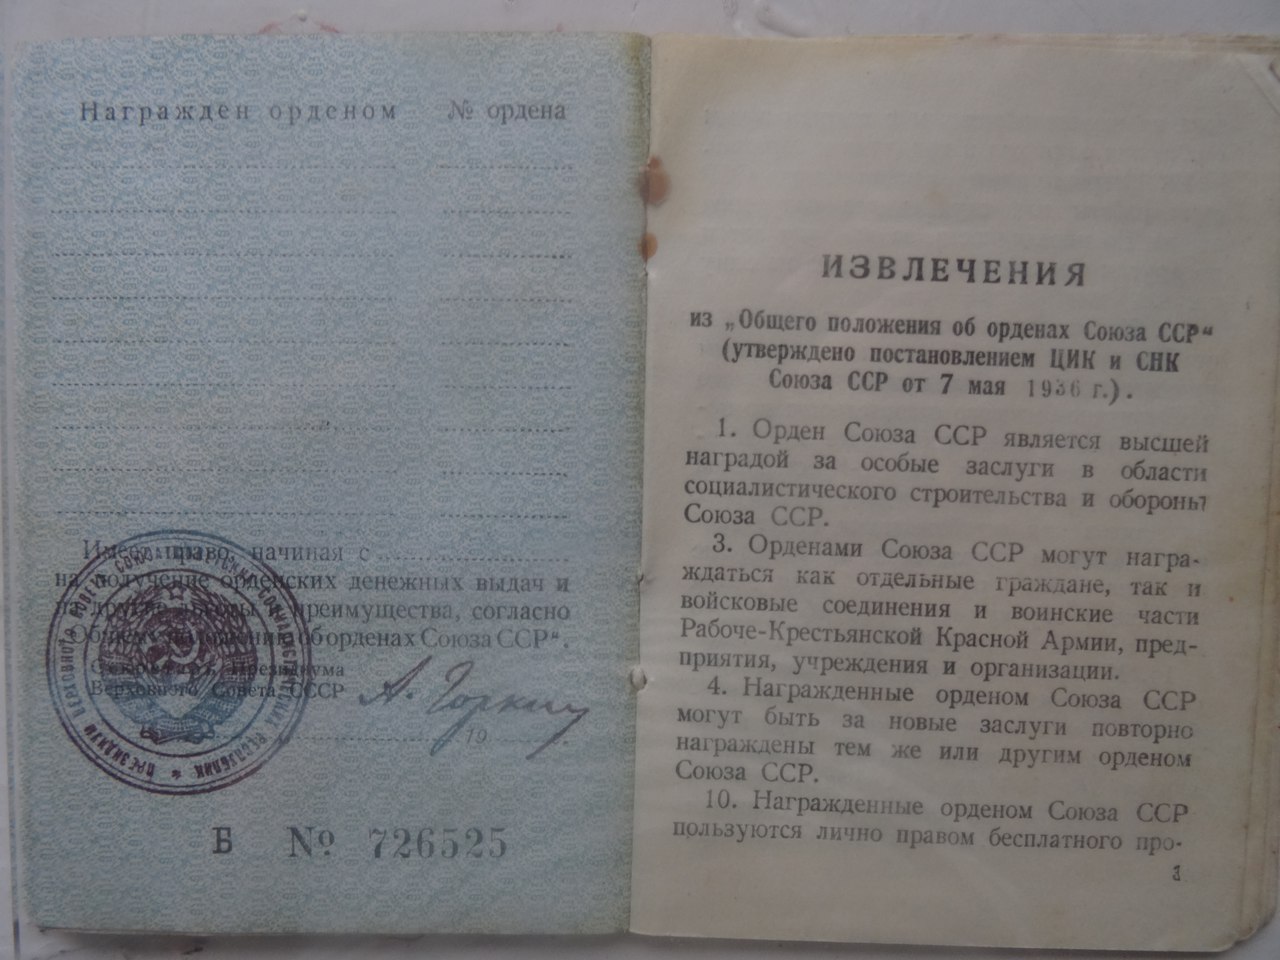 Награжден орденом № ордена
Имеет право, начиная с
на получение орденских денежных выдач и
на другие льготы и преимущества, согласно
„Общему положению об орденах Союза ССР“.
Секретарь Президиума
Верховного Совета СССР
А. Горкин
19
Б № 726525
ИЗВЛЕЧЕНИЯ
из „Общего положения об орденах Союза ССР“
(утверждено постановлением ЦИК и СНК
Союза ССР от 7 мая 1936 г.).
1. Орден Союза ССР является высшей
наградой за особые заслуги в области
социалистического строительства и обороны
Союза ССР.
3. Орденами Союза ССР могут награ-
ждаться как отдельные граждане, так и
войсковые соединения и воинские части
Рабоче-Крестьянской Красной Армии, пред-
приятия, учреждения и организации.
4. Награжденные орденом Союза ССР
могут быть за новые заслуги повторно
награждены тем же или другим орденом
Союза ССР.
10. Награжденные орденом Союза ССР
пользуются лично правом бесплатного про-
3